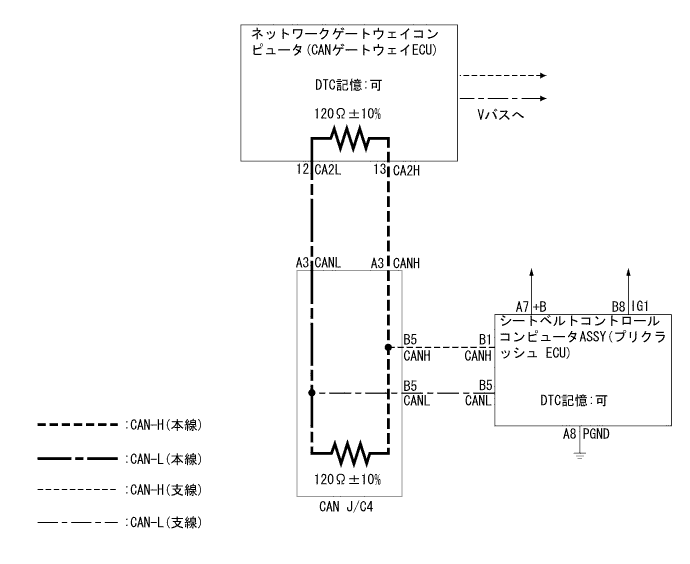 ネットワークゲートウェイコン
ピュータ(CANゲートウェイECU)
DTC記憶:可
120Ω±10%
Vバスへ
12 CA2L
13 CA2H
A3 CANL
A3 CANH
A7 +B
B8 IG1
シートベルトコントロール
コンピュータASSY(プリクラ
ッシュ ECU)
B5
CANH
B1
CANH
B5
CANL
B5
CANL
DTC記憶:可
A8 PGND
120Ω±10%
CAN J/C4
:CAN-H(本線)
:CAN-L(本線)
:CAN-H(支線)
:CAN-L(支線)